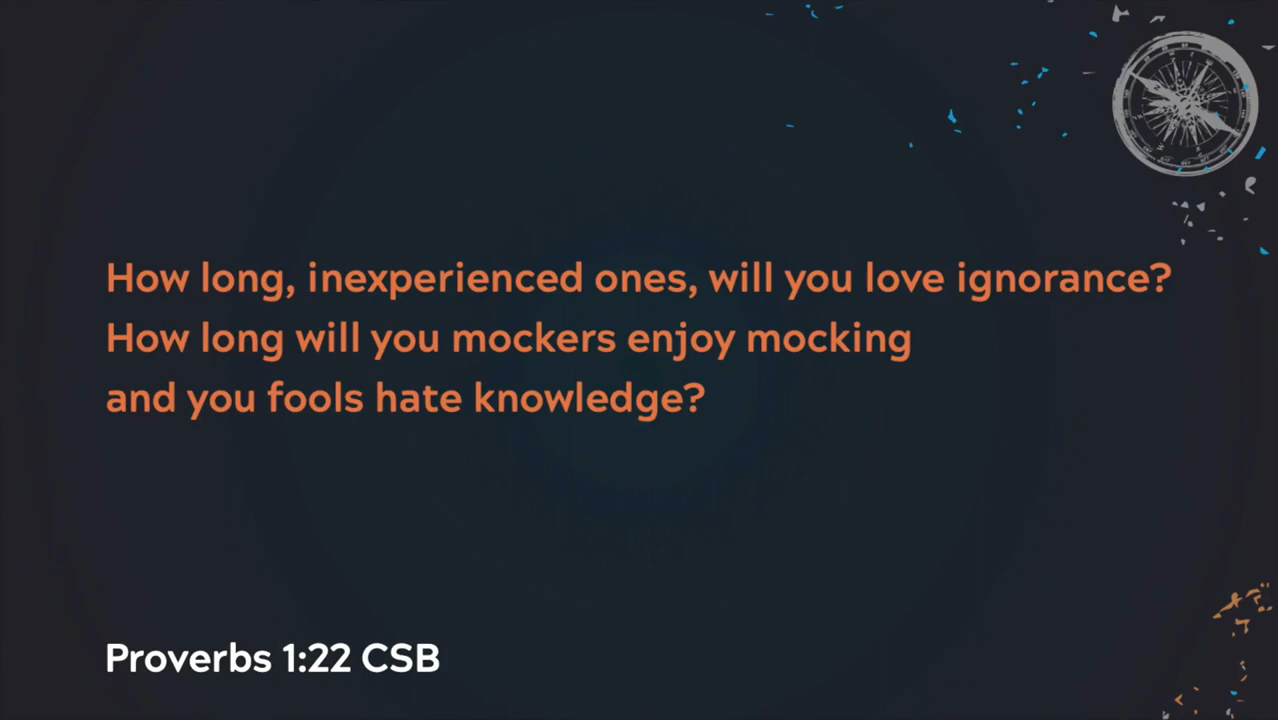 How long, inexperienced ones, will you love ignorance?
How long will you mockers enjoy mocking
and you fools hate knowledge?
Proverbs 1:22 CSB